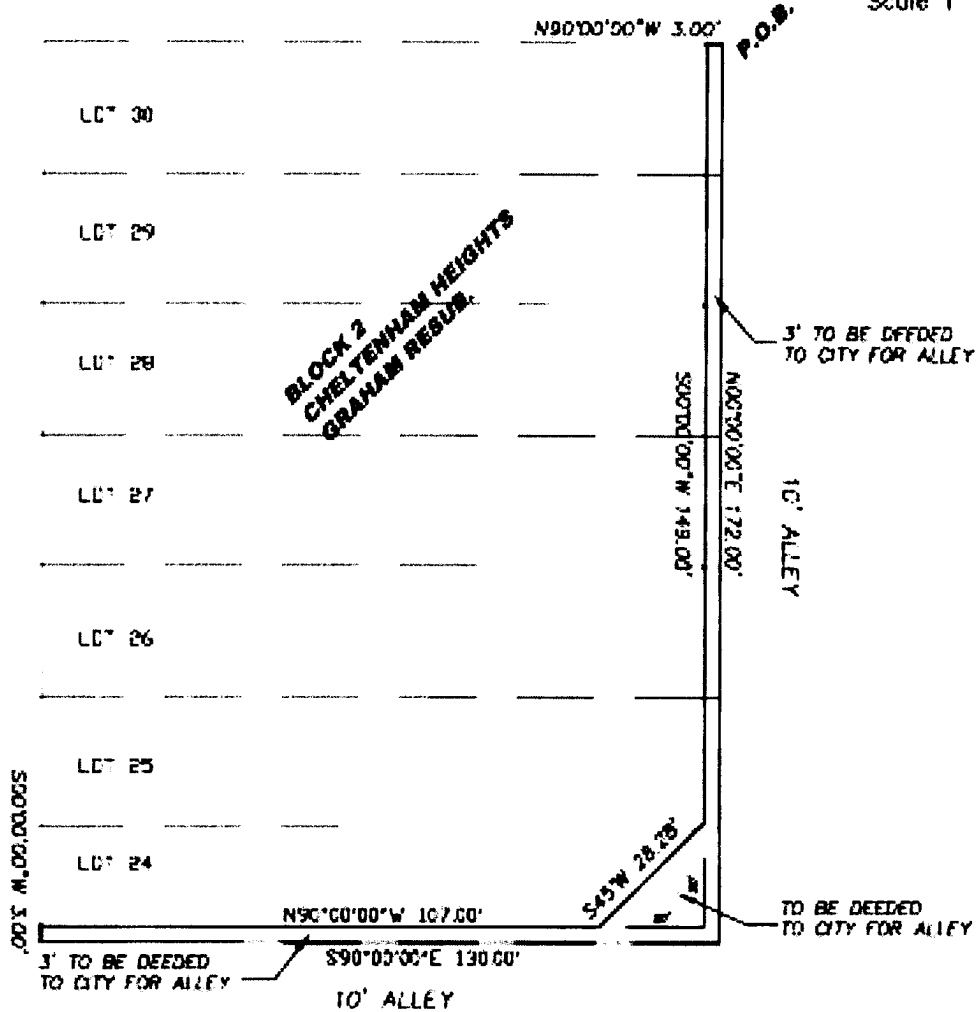 Scale 1
N90°00'00"W 3.00'
P.O.B.
LOT 30
LOT 29
BLOCK 2
CHELTENHAM HEIGHTS
GRAHAM RESUB.
3' TO BE DEEDED
TO CITY FOR ALLEY
LOT 28
N00°00'00"E 172.00'
S00°00'00"W 149.00'
10' ALLEY
LOT 27
LOT 26
LOT 25
S00°00'00"W 3.00'
LOT 24
S45°W 28.28'
20'
20'
TO BE DEEDED
TO CITY FOR ALLEY
N90°00'00"W 107.00'
3' TO BE DEEDED
TO CITY FOR ALLEY
S90°00'00"E 130.00'
10' ALLEY